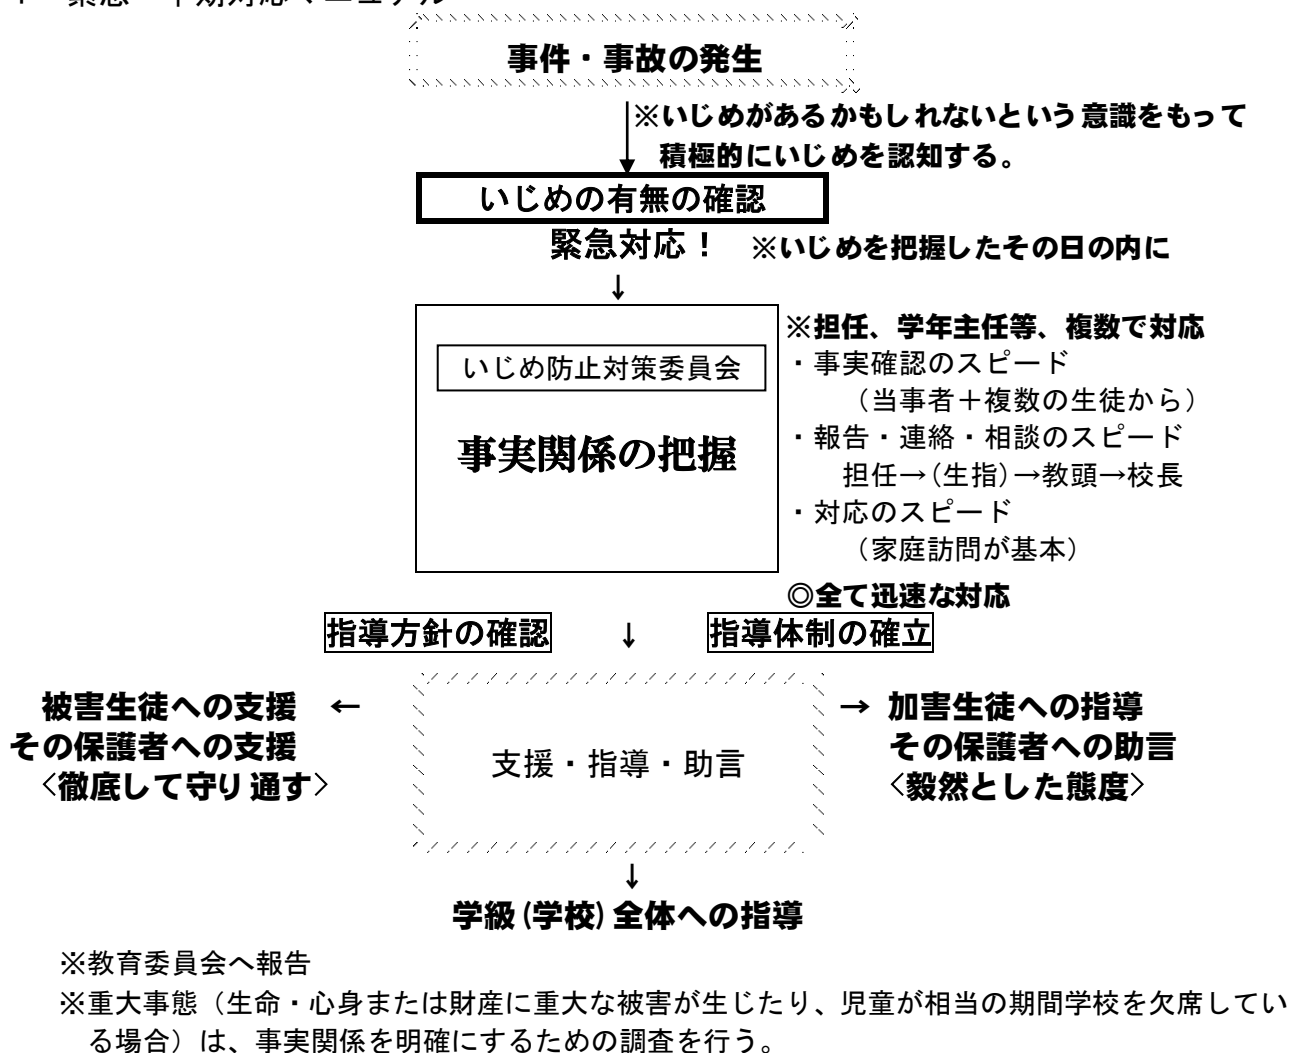 事件・事故の発生
※いじめがあるかもしれないという意識をもって
積極的にいじめを認知する。
いじめの有無の確認
緊急対応！ ※いじめを把握したその日の内に
↓
※担任、学年主任等、複数で対応
いじめ防止対策委員会
・事実確認のスピード
（当事者＋複数の生徒から）
事実関係の把握
・報告・連絡・相談のスピード
担任→(生指)→教頭→校長
・対応のスピード
（家庭訪問が基本）
◎全て迅速な対応
指導方針の確認 ↓ 指導体制の確立
被害生徒への支援 ←
その保護者への支援
〈徹底して守り通す〉
支援・指導・助言
→ 加害生徒への指導
その保護者への助言
〈毅然とした態度〉
↓
学級(学校)全体への指導
※教育委員会へ報告
※重大事態（生命・心身または財産に重大な被害が生じたり、児童が相当の期間学校を欠席してい
る場合）は、事実関係を明確にするための調査を行う。